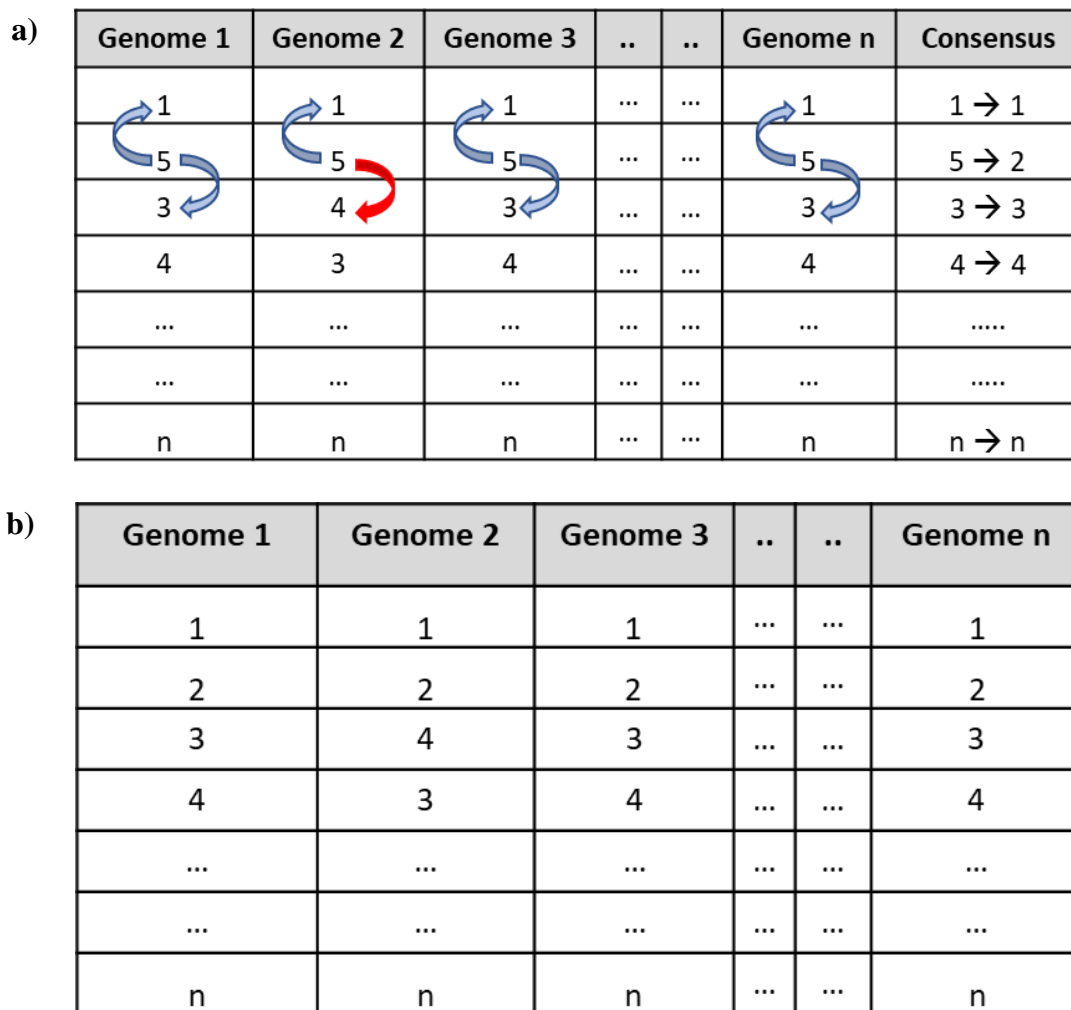 a)
Genome 1 Genome 2 Genome 3 .. .. Genome n Consensus
1 1 1 ... ... 1 1 → 1
5 5 5 ... ... 5 5 → 2
3 4 3 ... ... 3 3 → 3
4 3 4 ... ... 4 4 → 4
... ... ... ... ... ... .....
... ... ... ... ... ... .....
n n n ... ... n n → n
b)
Genome 1 Genome 2 Genome 3 .. .. Genome n
1 1 1 ... ... 1
2 2 2 ... ... 2
3 4 3 ... ... 3
4 3 4 ... ... 4
... ... ... ... ... ...
... ... ... ... ... ...
n n n ... ... n